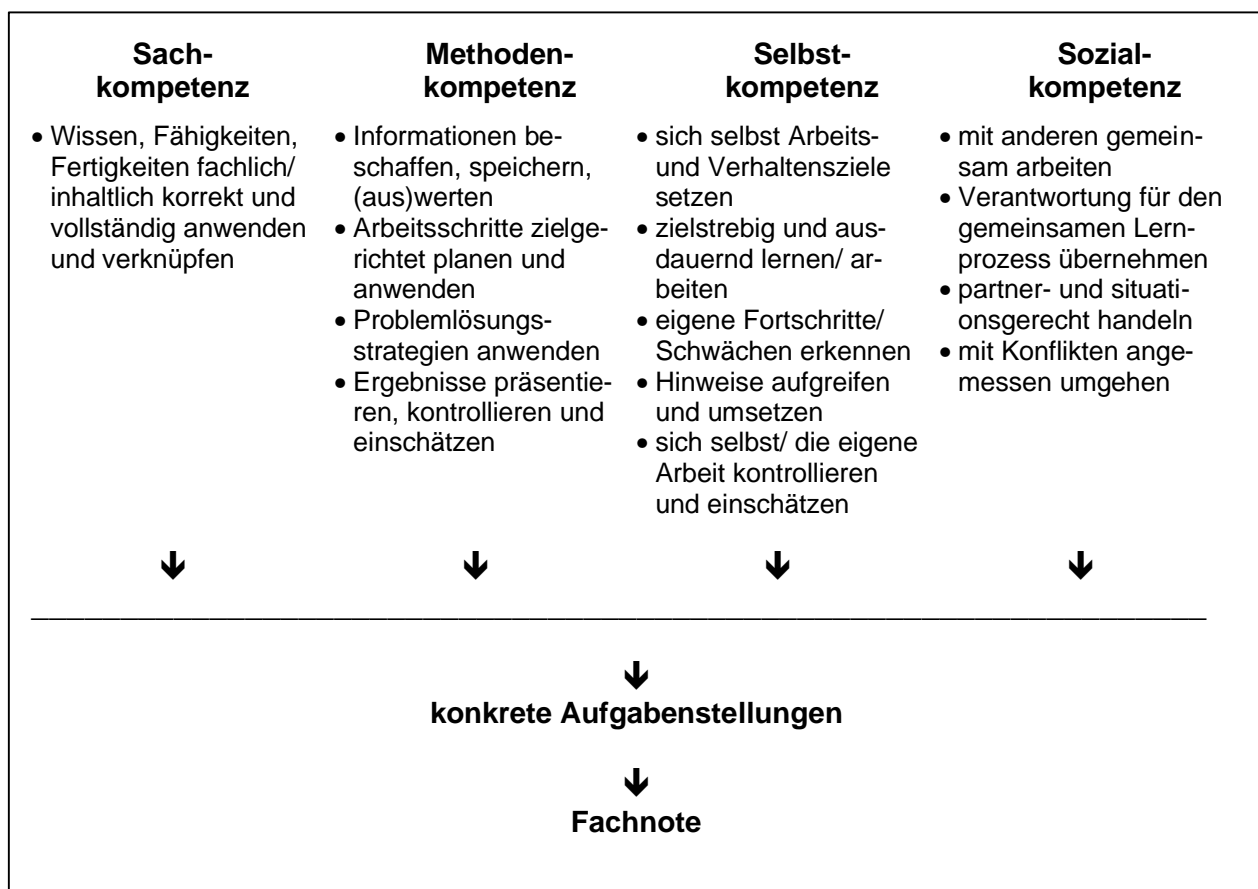 Sach-
kompetenz
• Wissen, Fähigkeiten,
Fertigkeiten fachlich/
inhaltlich korrekt und
vollständig anwenden
und verknüpfen
Methoden-
kompetenz
• Informationen be-
schaffen, speichern,
(aus)werten
• Arbeitsschritte zielge-
richtet planen und
anwenden
• Problemlösungs-
strategien anwenden
• Ergebnisse präsentie-
ren, kontrollieren und
einschätzen
Selbst-
kompetenz
• sich selbst Arbeits-
und Verhaltensziele
setzen
• zielstrebig und aus-
dauernd lernen/ ar-
beiten
• eigene Fortschritte/
Schwächen erkennen
• Hinweise aufgreifen
und umsetzen
• sich selbst/ die eigene
Arbeit kontrollieren
und einschätzen
Sozial-
kompetenz
• mit anderen gemein-
sam arbeiten
• Verantwortung für den
gemeinsamen Lern-
prozess übernehmen
• partner- und situati-
onsgerecht handeln
• mit Konflikten ange-
messen umgehen
konkrete Aufgabenstellungen
Fachnote